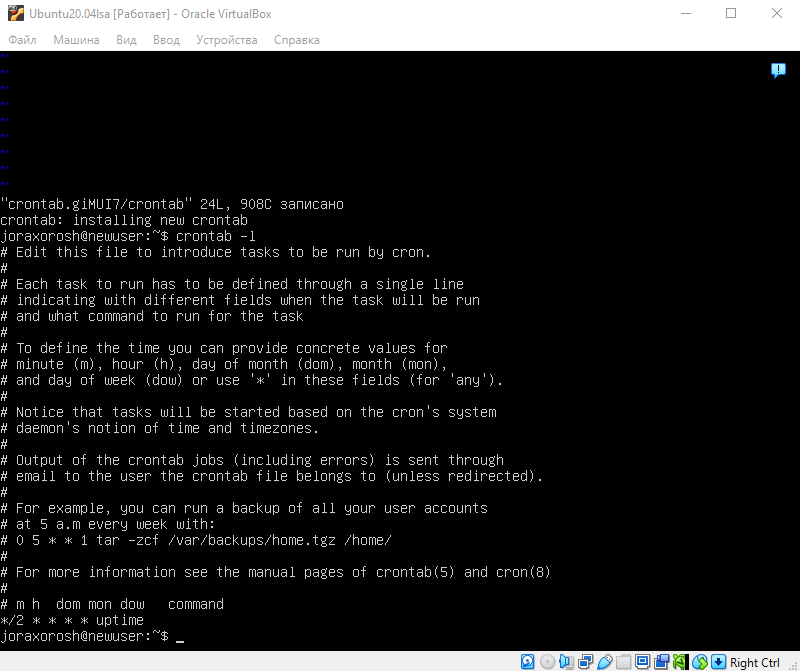 Ubuntu20.04lsa [Работает] - Oracle VirtualBox
Файл Машина Вид Ввод Устройства Справка
~
~
~
~
~
~
~
~
~
"crontab.giMUI7/crontab" 24L, 908C записано
crontab: installing new crontab
joraxorosh@newuser:~$ crontab -l
# Edit this file to introduce tasks to be run by cron.
#
# Each task to run has to be defined through a single line
# indicating with different fields when the task will be run
# and what command to run for the task
#
# To define the time you can provide concrete values for
# minute (m), hour (h), day of month (dom), month (mon),
# and day of week (dow) or use '*' in these fields (for 'any').
#
# Notice that tasks will be started based on the cron's system
# daemon's notion of time and timezones.
#
# Output of the crontab jobs (including errors) is sent through
# email to the user the crontab file belongs to (unless redirected).
#
# For example, you can run a backup of all your user accounts
# at 5 a.m every week with:
# 0 5 * * 1 tar -zcf /var/backups/home.tgz /home/
#
# For more information see the manual pages of crontab(5) and cron(8)
#
# m h  dom mon dow   command
*/2 * * * * uptime
joraxorosh@newuser:~$ _
Right Ctrl